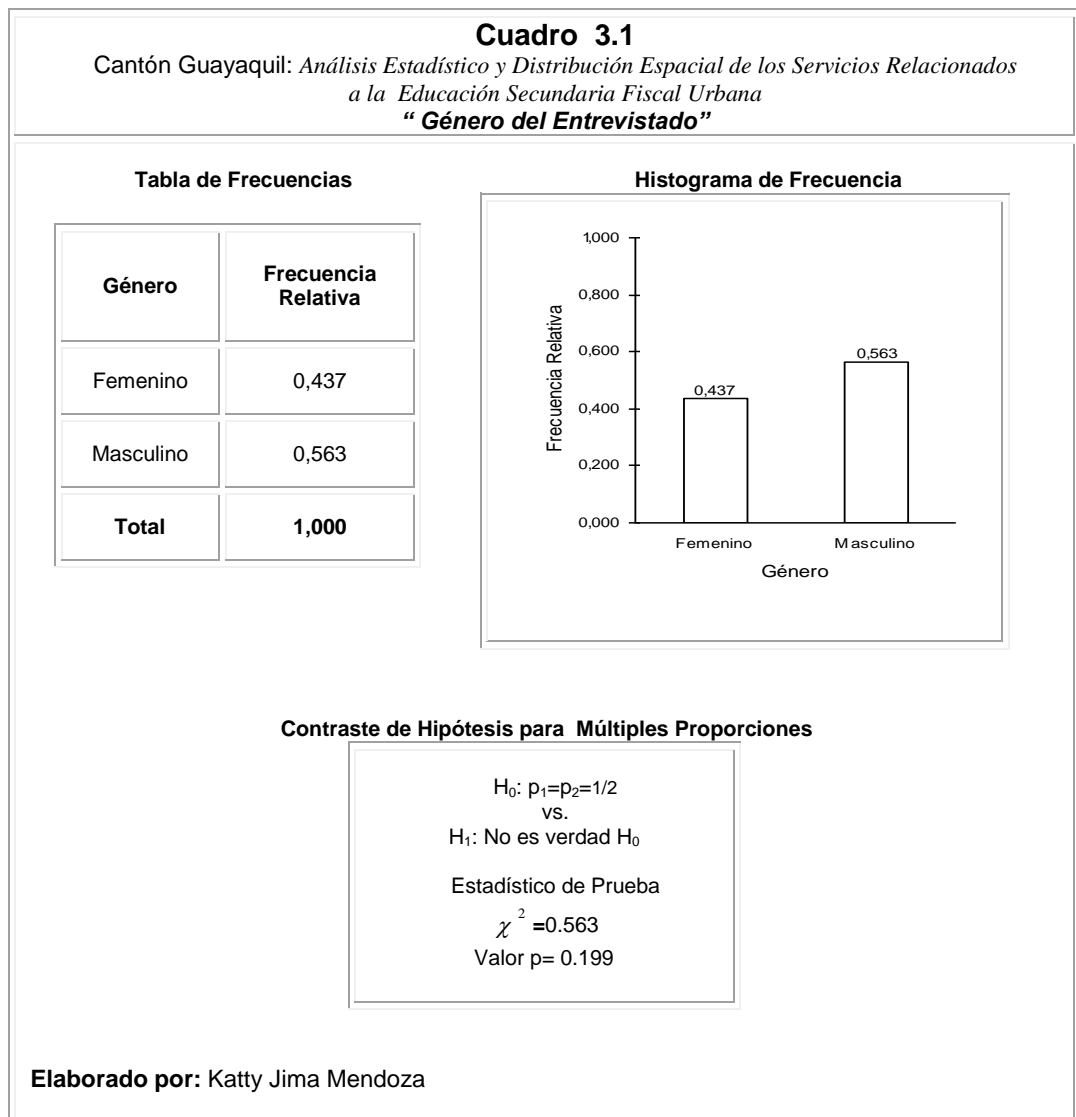 Cuadro 3.1
Cantón Guayaquil: Análisis Estadístico y Distribución Espacial de los Servicios Relacionados
a la Educación Secundaria Fiscal Urbana
“ Género del Entrevistado”
Tabla de Frecuencias
Género
Frecuencia
Relativa
Femenino
0,437
Masculino
0,563
Total
1,000
Histograma de Frecuencia
Frecuencia Relativa
1,000
0,800
0,600
0,400
0,200
0,000
0,437
0,563
Femenino
Masculino
Género
Contraste de Hipótesis para Múltiples Proporciones
H₀: p₁=p₂=1/2
vs.
H₁: No es verdad H₀
Estadístico de Prueba
χ² =0.563
Valor p= 0.199
Elaborado por: Katty Jima Mendoza